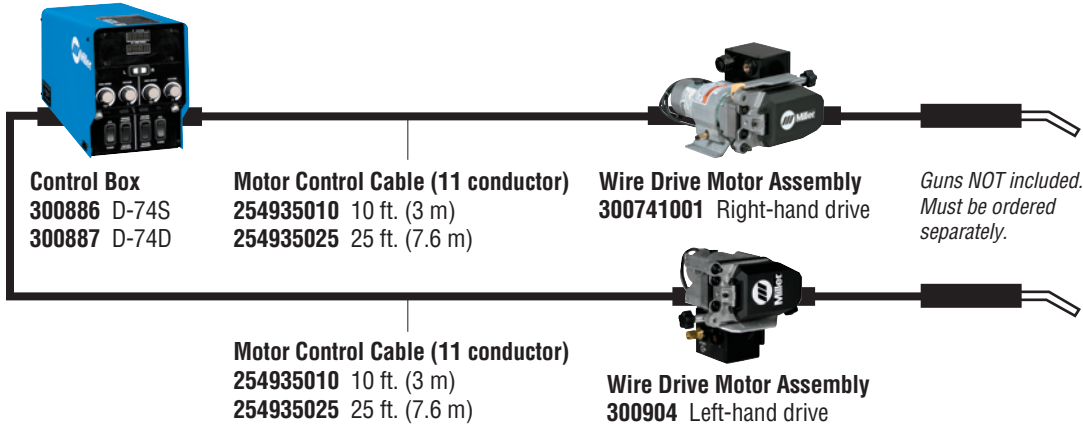 Miller
Miller
Control Box
300886 D-74S
300887 D-74D
Motor Control Cable (11 conductor)
254935010 10 ft. (3 m)
254935025 25 ft. (7.6 m)
Wire Drive Motor Assembly
300741001 Right-hand drive
Guns NOT included.
Must be ordered
separately.
Motor Control Cable (11 conductor)
254935010 10 ft. (3 m)
254935025 25 ft. (7.6 m)
Miller
Wire Drive Motor Assembly
300904 Left-hand drive